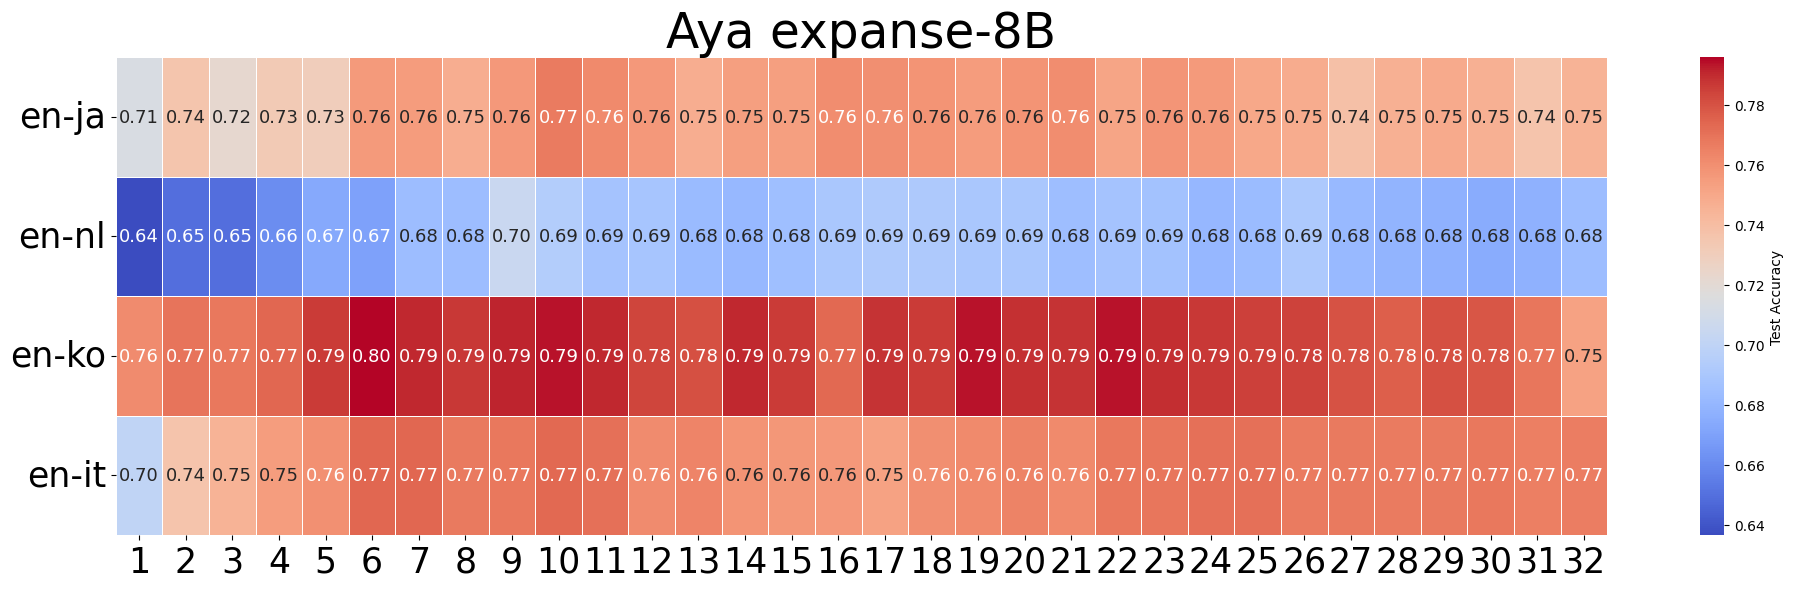 Aya expanse-8B
en-ja 0.71 0.74 0.72 0.73 0.73 0.76 0.76 0.75 0.76 0.77 0.76 0.76 0.75 0.75 0.75 0.76 0.76 0.76 0.76 0.76 0.76 0.75 0.76 0.76 0.75 0.75 0.74 0.75 0.75 0.75 0.74 0.75
en-nl 0.64 0.65 0.65 0.66 0.67 0.67 0.68 0.68 0.70 0.69 0.69 0.69 0.68 0.68 0.68 0.69 0.69 0.69 0.69 0.69 0.68 0.69 0.69 0.68 0.68 0.69 0.68 0.68 0.68 0.68 0.68 0.68
en-ko 0.76 0.77 0.77 0.77 0.79 0.80 0.79 0.79 0.79 0.79 0.79 0.78 0.78 0.79 0.79 0.77 0.79 0.79 0.79 0.79 0.79 0.79 0.79 0.79 0.79 0.78 0.78 0.78 0.78 0.78 0.77 0.75
en-it 0.70 0.74 0.75 0.75 0.76 0.77 0.77 0.77 0.77 0.77 0.77 0.76 0.76 0.76 0.76 0.76 0.75 0.76 0.76 0.76 0.76 0.77 0.77 0.77 0.77 0.77 0.77 0.77 0.77 0.77 0.77 0.77
1 2 3 4 5 6 7 8 9 10 11 12 13 14 15 16 17 18 19 20 21 22 23 24 25 26 27 28 29 30 31 32
0.78
0.76
0.74
0.72
0.70
0.68
0.66
0.64
Test Accuracy